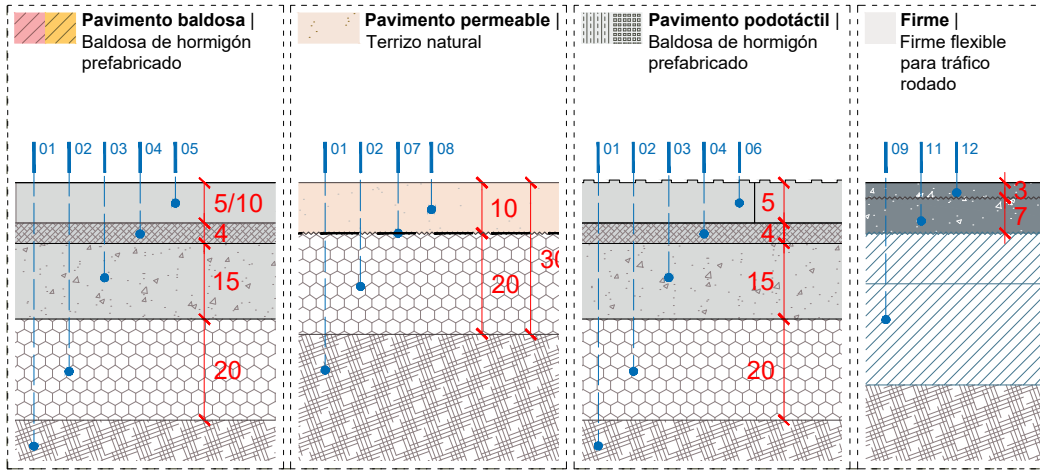 Pavimento baldosa |
Baldosa de hormigón
prefabricado
01 02 03 04 05
5/10
4
15
20
Pavimento permeable |
Terrizo natural
01 02 07 08
10
20
30
Pavimento podotáctil |
Baldosa de hormigón
prefabricado
01 02 03 04 06
5
4
15
20
Firme |
Firme flexible
para tráfico
rodado
09 11 12
3
7